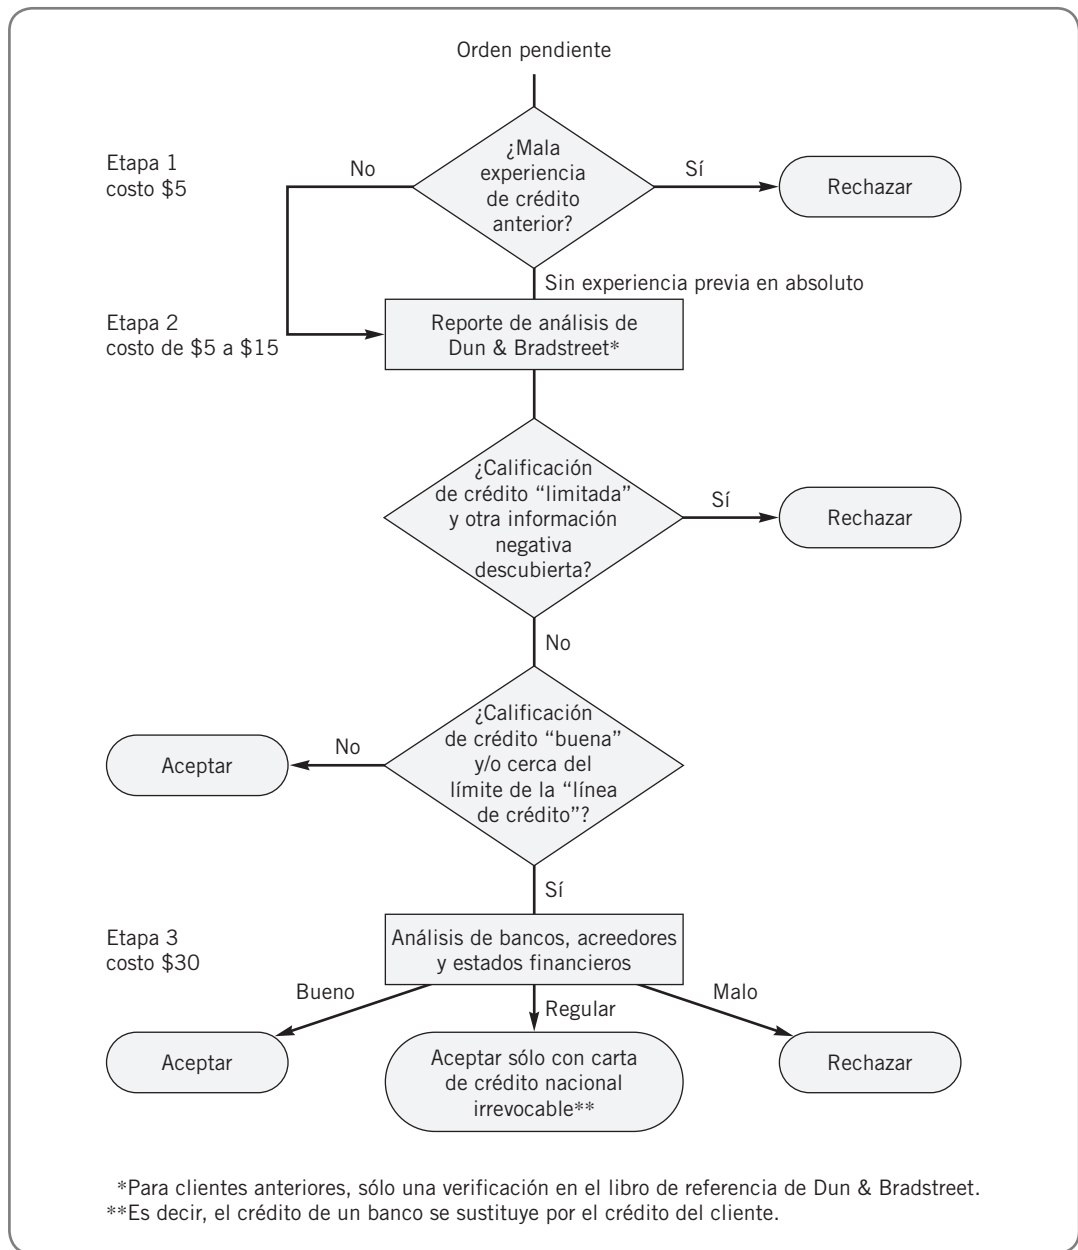 Orden pendiente
Etapa 1
costo $5
No
¿Mala
experiencia
de crédito
anterior?
Sí
Rechazar
Sin experiencia previa en absoluto
Etapa 2
costo de $5 a $15
Reporte de análisis de
Dun & Bradstreet*
¿Calificación
de crédito “limitada”
y otra información
negativa
descubierta?
Sí
Rechazar
No
¿Calificación
de crédito “buena”
y/o cerca del
límite de la “línea
de crédito”?
No
Aceptar
Sí
Etapa 3
costo $30
Análisis de bancos, acreedores
y estados financieros
Bueno
Regular
Malo
Aceptar
Aceptar sólo con carta
de crédito nacional
irrevocable**
Rechazar
*Para clientes anteriores, sólo una verificación en el libro de referencia de Dun & Bradstreet.
**Es decir, el crédito de un banco se sustituye por el crédito del cliente.